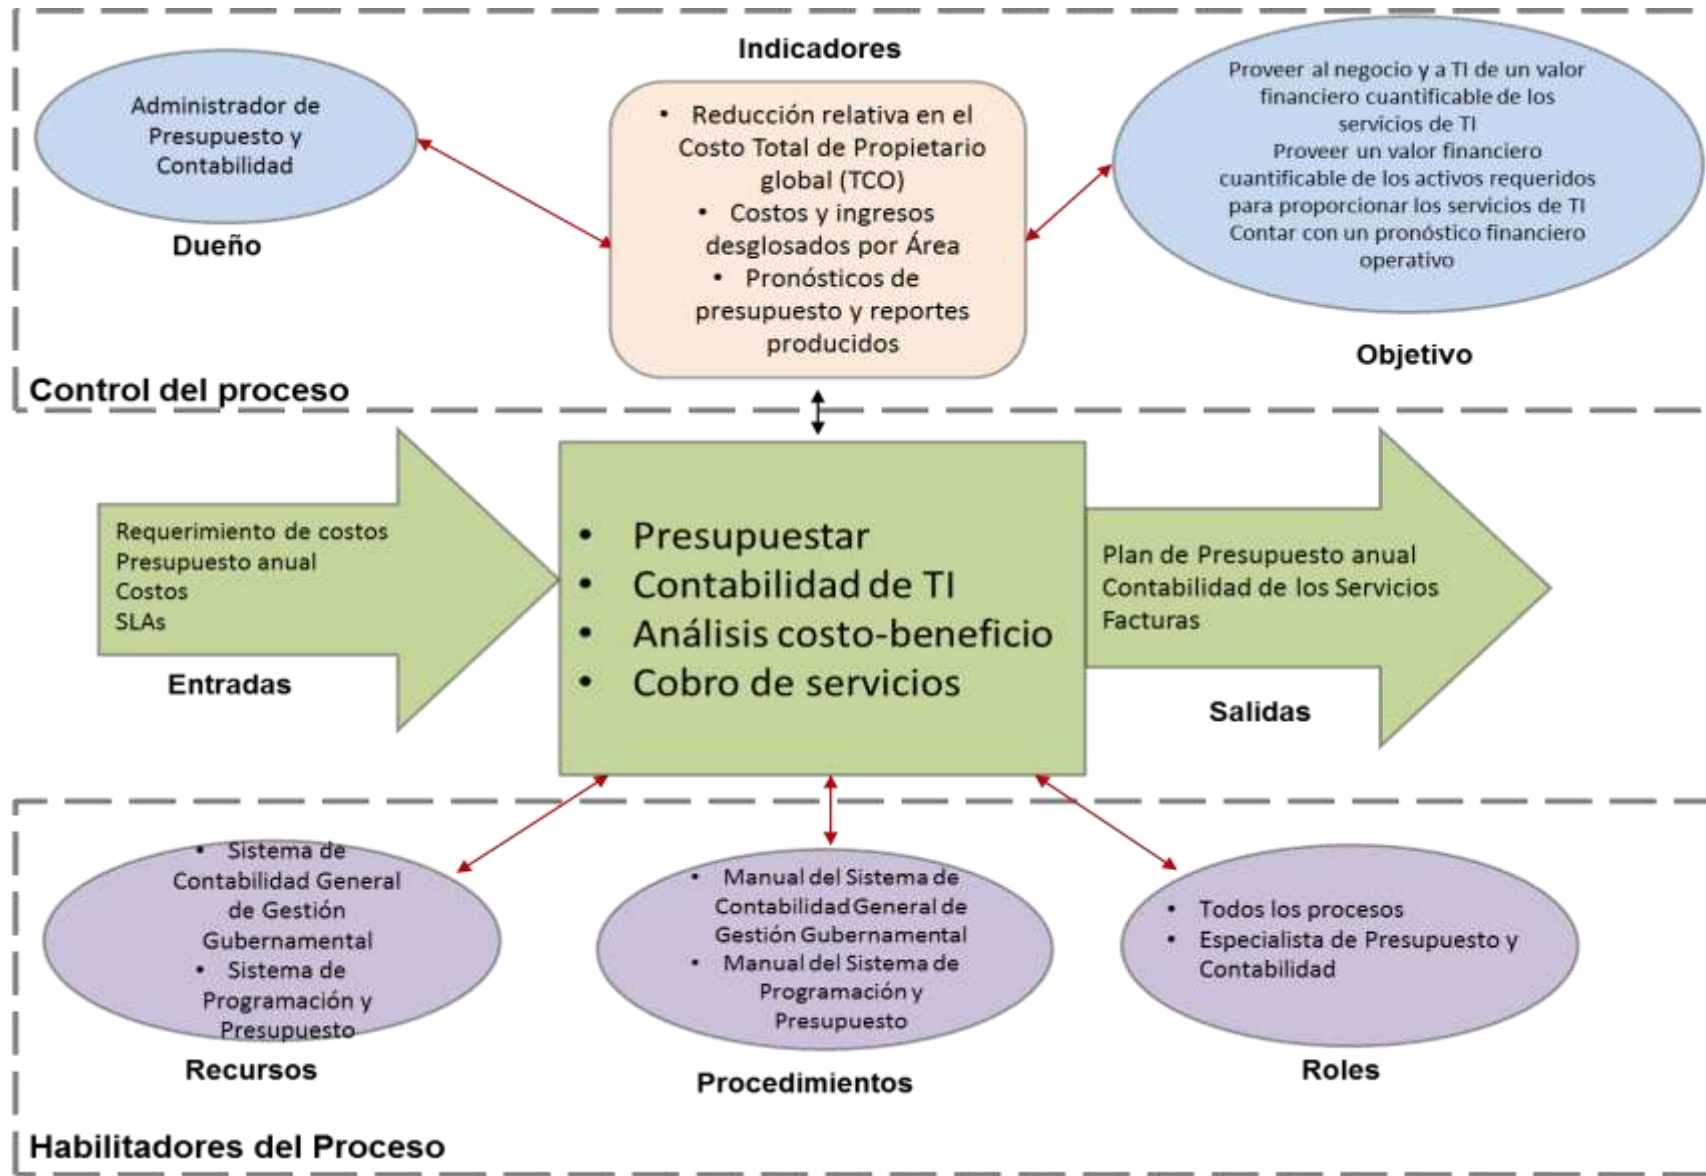 Indicadores
Administrador de
Presupuesto y
Contabilidad
Dueño
• Reducción relativa en el
Costo Total de Propietario
global (TCO)
• Costos y ingresos
desglosados por Área
• Pronósticos de
presupuesto y reportes
producidos
Proveer al negocio y a TI de un valor
financiero cuantificable de los
servicios de TI
Proveer un valor financiero
cuantificable de los activos requeridos
para proporcionar los servicios de TI
Contar con un pronóstico financiero
operativo
Objetivo
Control del proceso
Requerimiento de costos
Presupuesto anual
Costos
SLAs
Entradas
• Presupuestar
• Contabilidad de TI
• Análisis costo-beneficio
• Cobro de servicios
Plan de Presupuesto anual
Contabilidad de los Servicios
Facturas
Salidas
• Sistema de
Contabilidad General
de Gestión
Gubernamental
• Sistema de
Programación y
Presupuesto
Recursos
• Manual del Sistema de
Contabilidad General de
Gestión Gubernamental
• Manual del Sistema de
Programación y
Presupuesto
Procedimientos
• Todos los procesos
• Especialista de Presupuesto y
Contabilidad
Roles
Habilitadores del Proceso